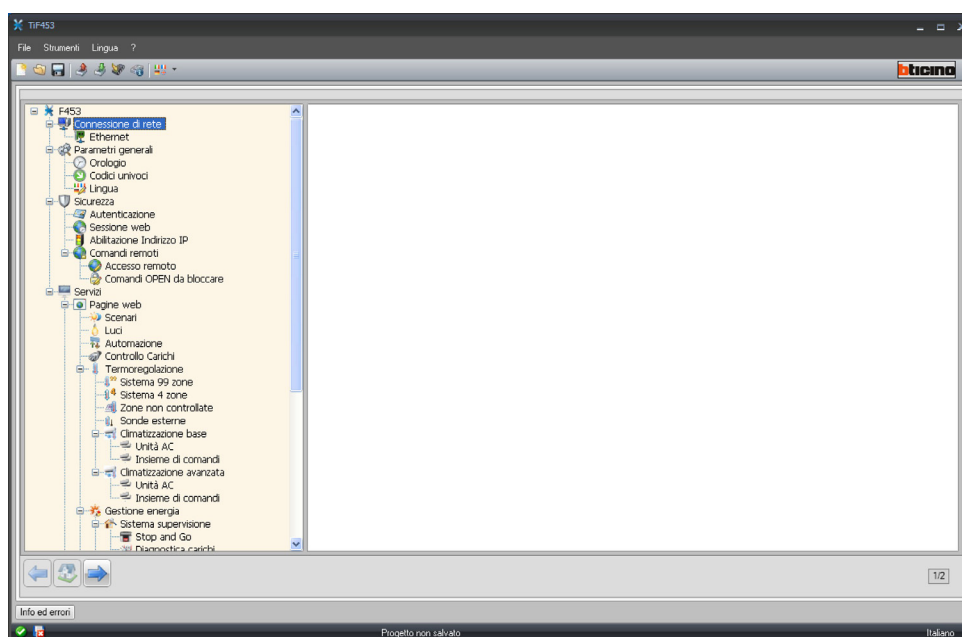 TiF453
File Strumenti Lingua ?
bticino
F453
Connessione di rete
Ethernet
Parametri generali
Orologio
Codici univoci
Lingua
Sicurezza
Autenticazione
Sessione web
Abilitazione Indirizzo IP
Comandi remoti
Accesso remoto
Comandi OPEN da bloccare
Servizi
Pagine web
Scenari
Luci
Automazione
Controllo Carichi
Termoregolazione
Sistema 99 zone
Sistema 4 zone
Zone non controllate
Sonde esterne
Climatizzazione base
Unità AC
Insieme di comandi
Climatizzazione avanzata
Unità AC
Insieme di comandi
Gestione energia
Sistema supervisione
Stop and Go
Diagnostica carichi
1/2
Info ed errori
Progetto non salvato Italiano